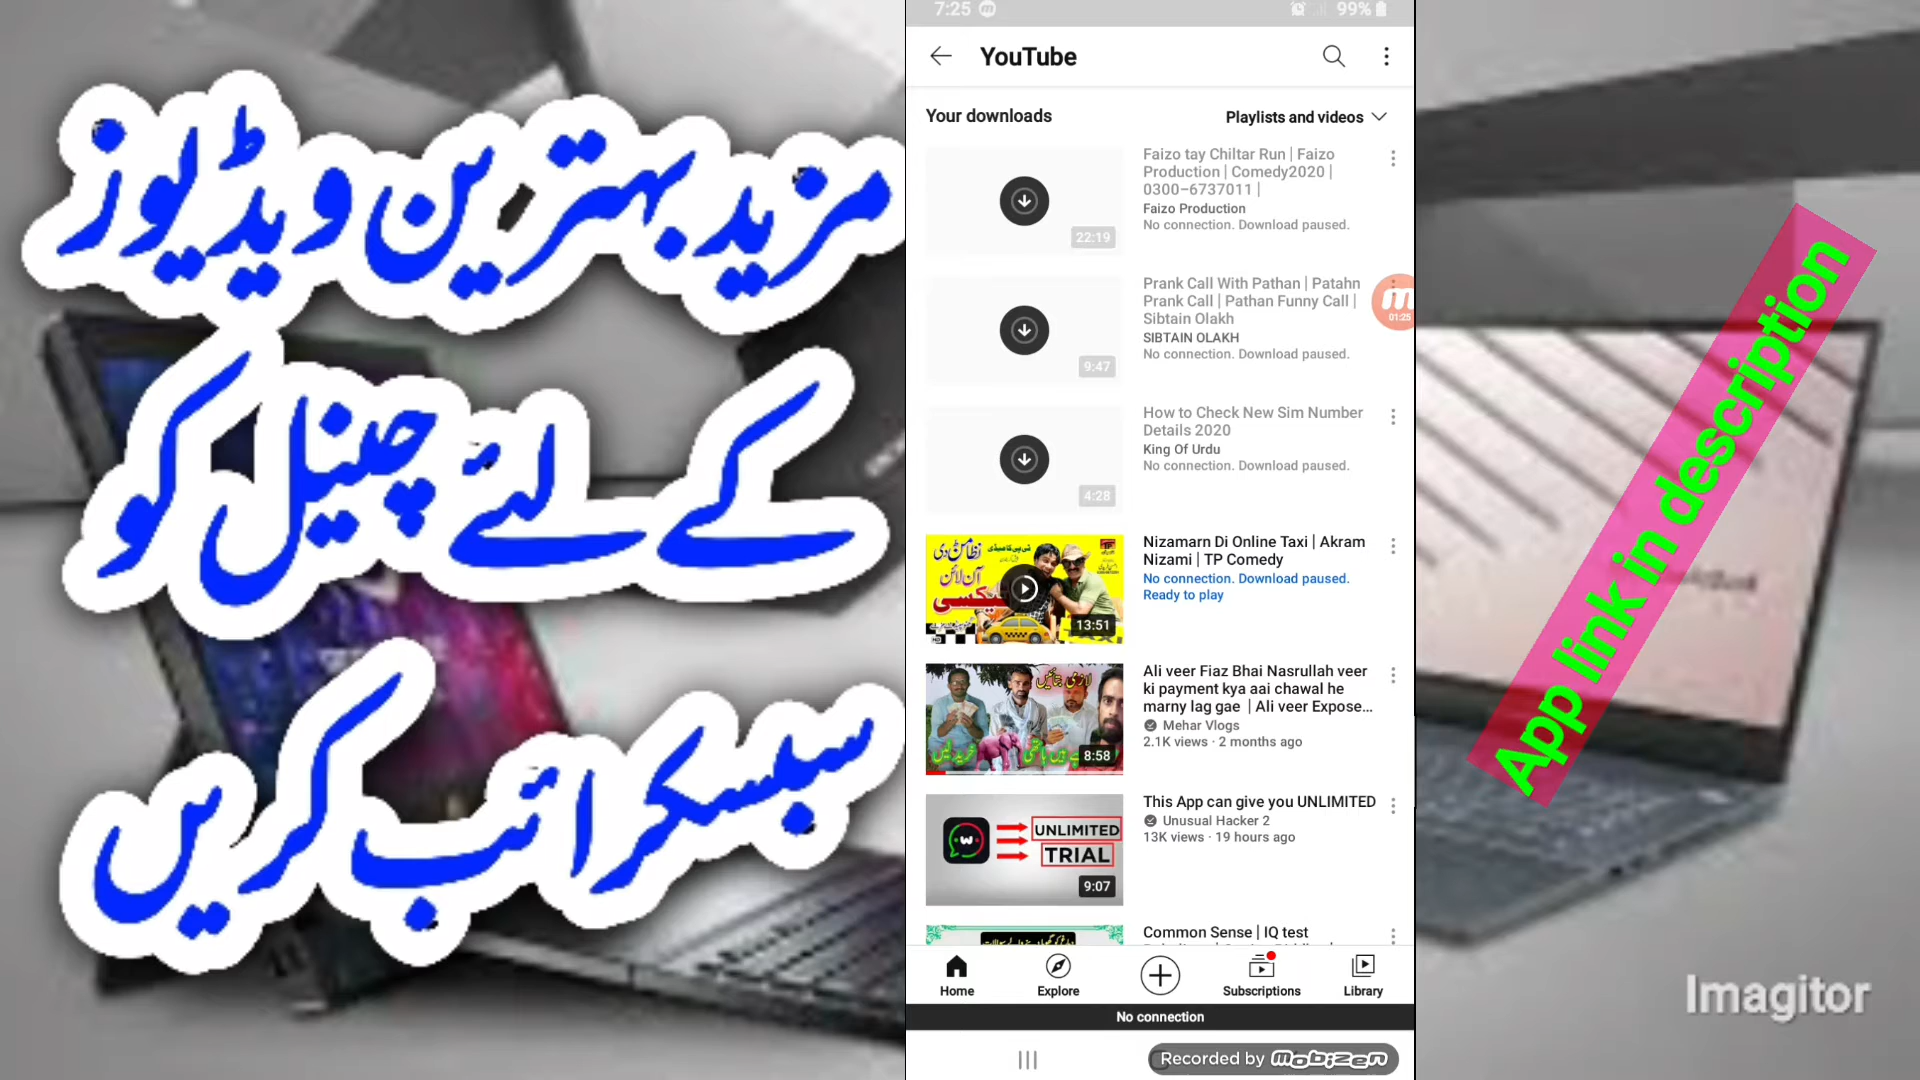 مزید بہترین ویڈیوز
کے لئے چینل کو
سبسکرائب کریں
7:25
99%
YouTube
Your downloads
Playlists and videos
Faizo tay Chiltar Run | Faizo
Production | Comedy2020 |
0300-6737011 |
Faizo Production
No connection. Download paused.
22:19
Prank Call With Pathan | Patahn
Prank Call | Pathan Funny Call |
Sibtain Olakh
SIBTAIN OLAKH
No connection. Download paused.
9:47
01:25
How to Check New Sim Number
Details 2020
King Of Urdu
No connection. Download paused.
4:28
نظامن دی
آن لائن
ٹیکسی
13:51
Nizamarn Di Online Taxi | Akram
Nizami | TP Comedy
No connection. Download paused.
Ready to play
8:58
Ali veer Fiaz Bhai Nasrullah veer
ki payment kya aai chawal he
marny lag gae | Ali veer Expose...
Mehar Vlogs
2.1K views · 2 months ago
UNLIMITED
TRIAL
9:07
This App can give you UNLIMITED
Unusual Hacker 2
13K views · 19 hours ago
Common Sense | IQ test
Home
Explore
Subscriptions
Library
No connection
Recorded by mobizen
App link in description
Imagitor